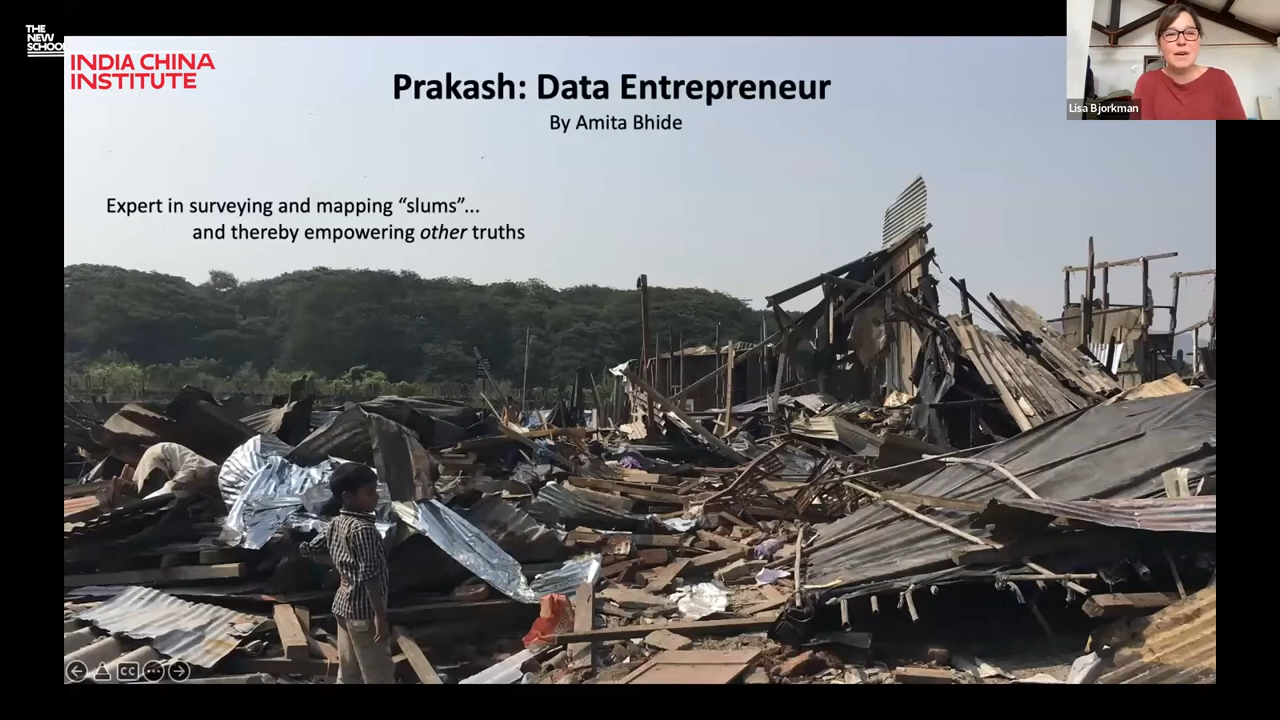 THE
NEW
SCHOOL
INDIA CHINA
INSTITUTE
Prakash: Data Entrepreneur
By Amita Bhide
Expert in surveying and mapping “slums”...
and thereby empowering other truths
Lisa Bjorkman
CC